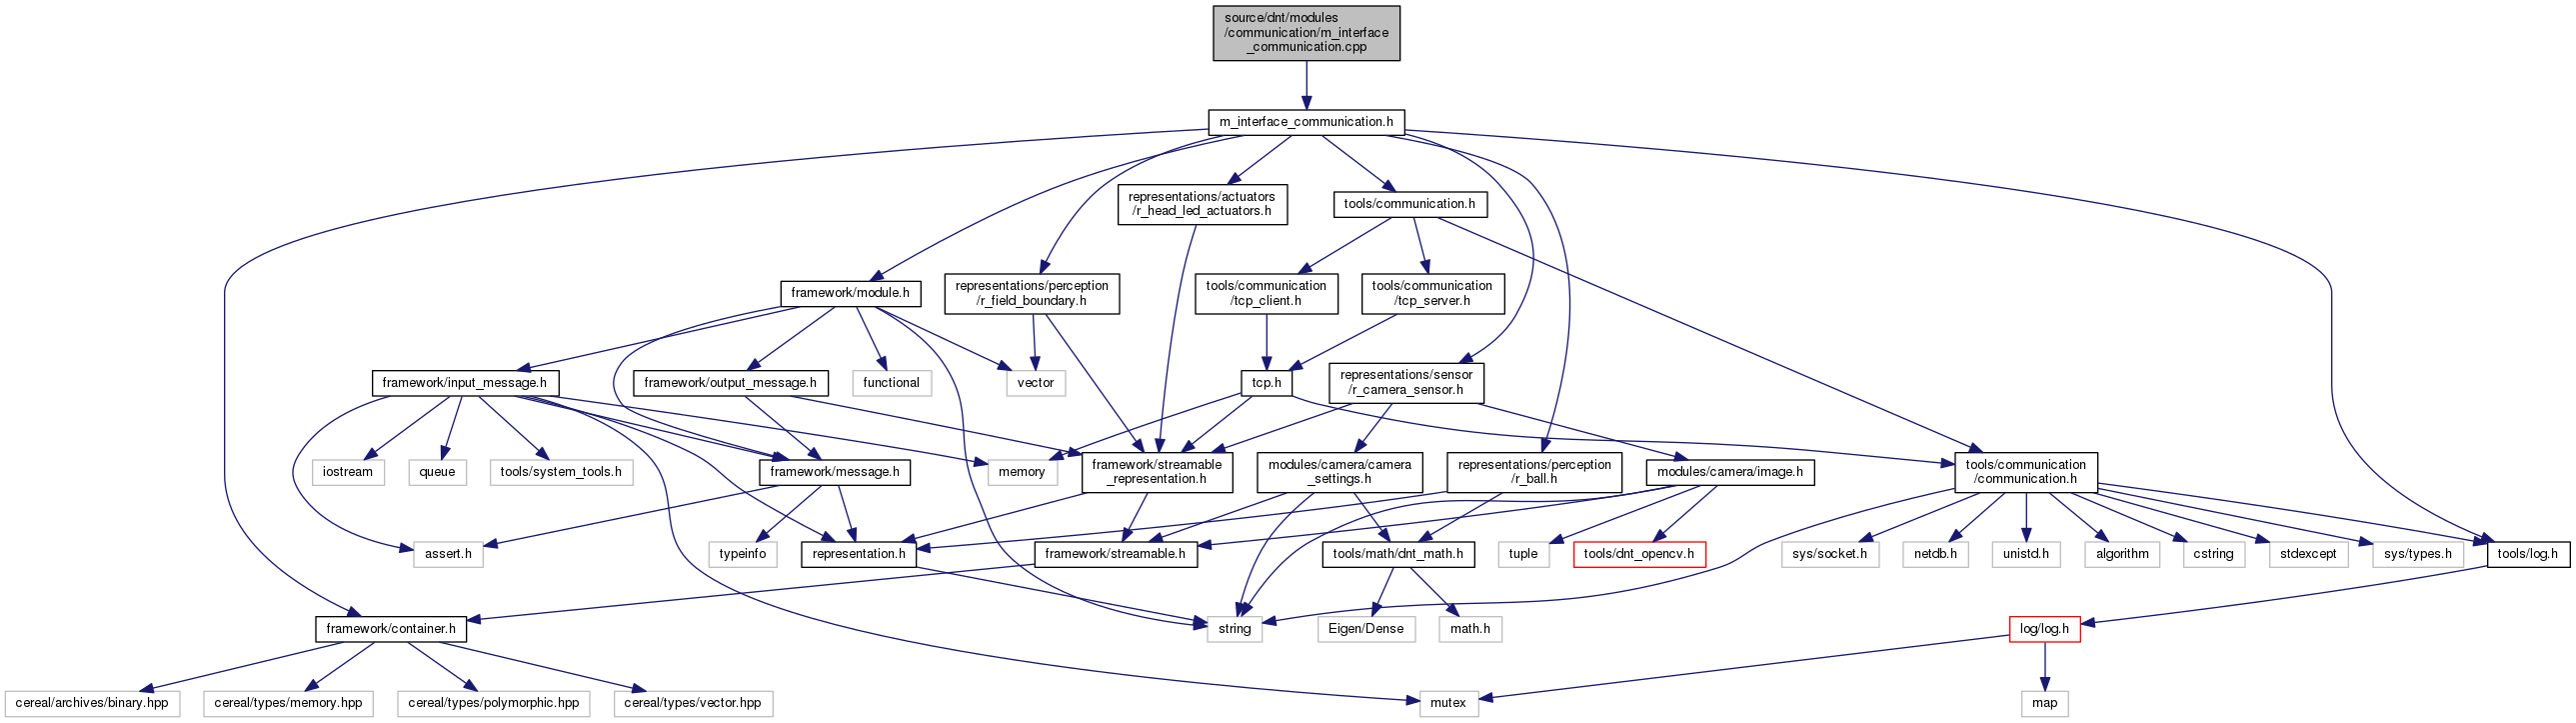 source/dnt/modules
/communication/m_interface
_communication.cpp
m_interface_communication.h
representations/actuators
/r_head_led_actuators.h
tools/communication.h
framework/module.h
representations/perception
/r_field_boundary.h
tools/communication
/tcp_client.h
tools/communication
/tcp_server.h
framework/input_message.h
framework/output_message.h
functional
vector
tcp.h
representations/sensor
/r_camera_sensor.h
iostream
queue
tools/system_tools.h
framework/message.h
memory
framework/streamable
_representation.h
modules/camera/camera
_settings.h
representations/perception
/r_ball.h
modules/camera/image.h
tools/communication
/communication.h
assert.h
typeinfo
representation.h
framework/streamable.h
tools/math/dnt_math.h
tuple
tools/dnt_opencv.h
sys/socket.h
netdb.h
unistd.h
algorithm
cstring
stdexcept
sys/types.h
tools/log.h
framework/container.h
string
Eigen/Dense
math.h
log/log.h
cereal/archives/binary.hpp
cereal/types/memory.hpp
cereal/types/polymorphic.hpp
cereal/types/vector.hpp
mutex
map